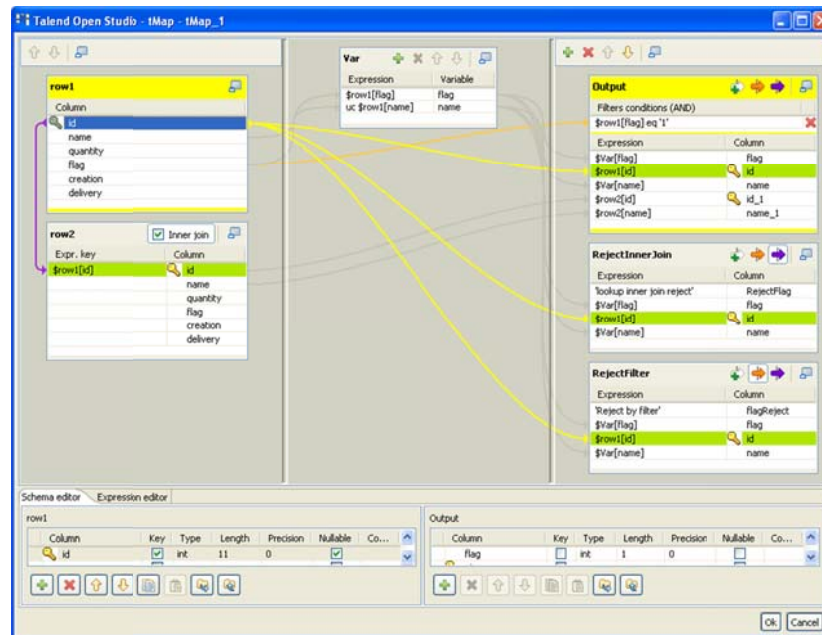 Talend Open Studio - tMap - tMap_1
row1
Column
id
name
quantity
flag
creation
delivery
row2 Inner join
Expr. key Column
$row1[id] id
name
quantity
flag
creation
delivery
Var
Expression Variable
$row1[flag] flag
uc $row1[name] name
Output
Filters conditions (AND)
$row1[flag] eq '1'
Expression Column
$Var[flag] flag
$row1[id] id
$Var[name] name
$row2[id] id_1
$row2[name] name_1
RejectInnerJoin
Expression Column
'lookup inner join reject' RejectFlag
$Var[flag] flag
$row1[id] id
$Var[name] name
RejectFilter
Expression Column
'Reject by filter' flagReject
$Var[flag] flag
$row1[id] id
$Var[name] name
Schema editor Expression editor
row1
Column Key Type Length Precision Nullable Co...
id int 11 0
Output
Column Key Type Length Precision Nullable Co...
flag int 1 0
Ok Cancel